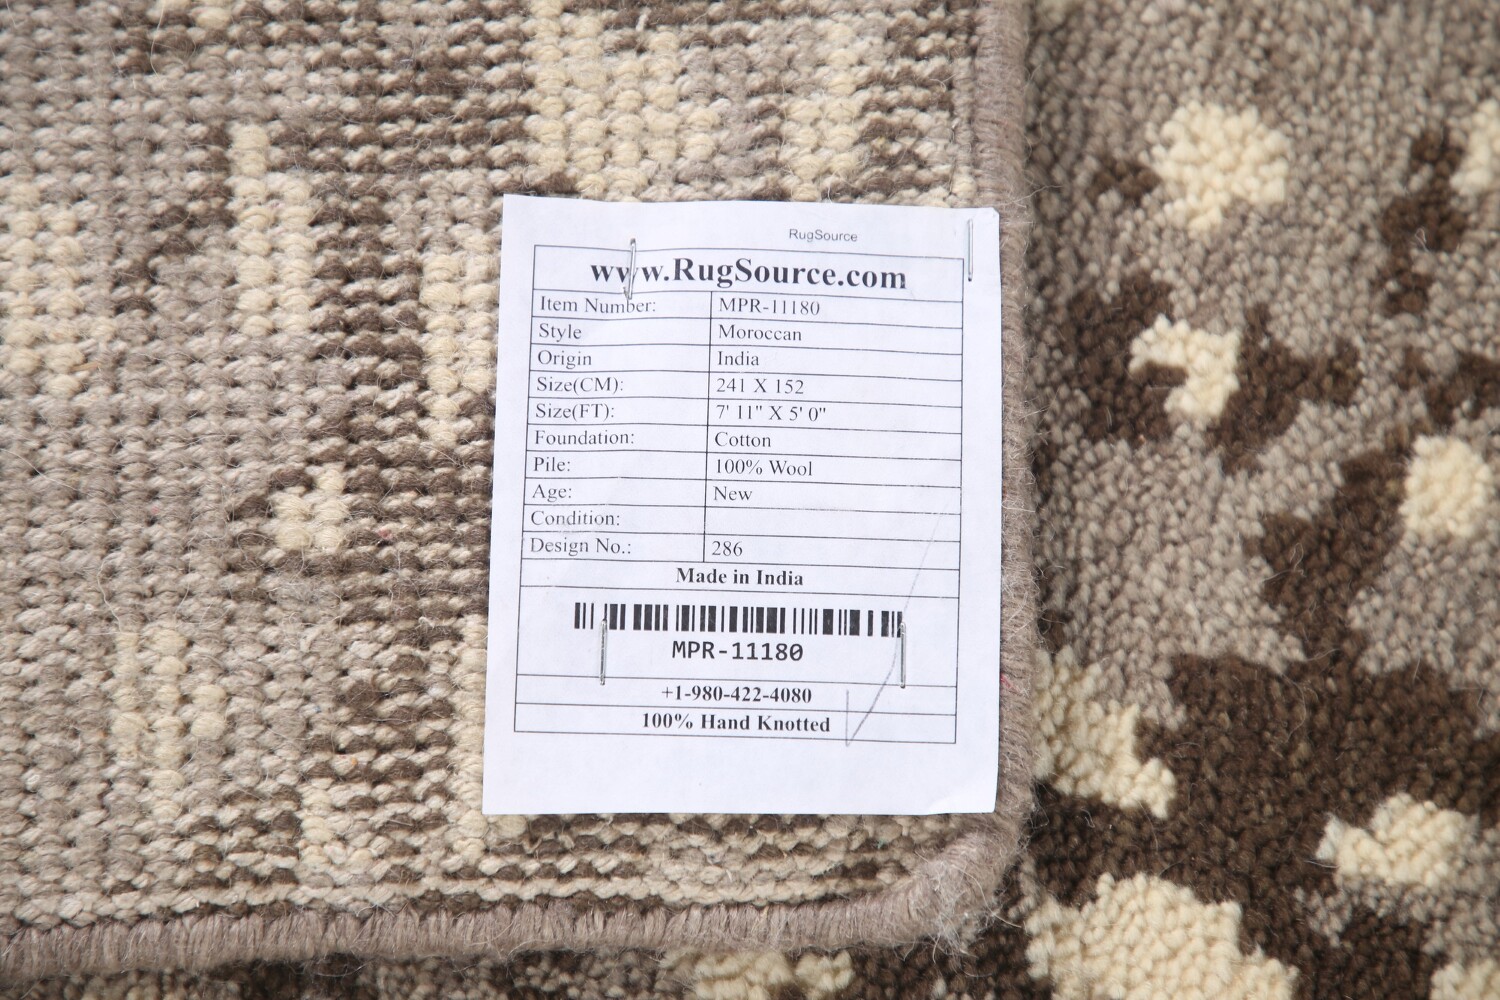 RugSource
www.RugSource.com
Item Number: MPR-11180
Style Moroccan
Origin India
Size(CM): 241 X 152
Size(FT): 7' 11" X 5' 0"
Foundation: Cotton
Pile: 100% Wool
Age: New
Condition:
Design No.: 286
Made in India
MPR-11180
+1-980-422-4080
100% Hand Knotted